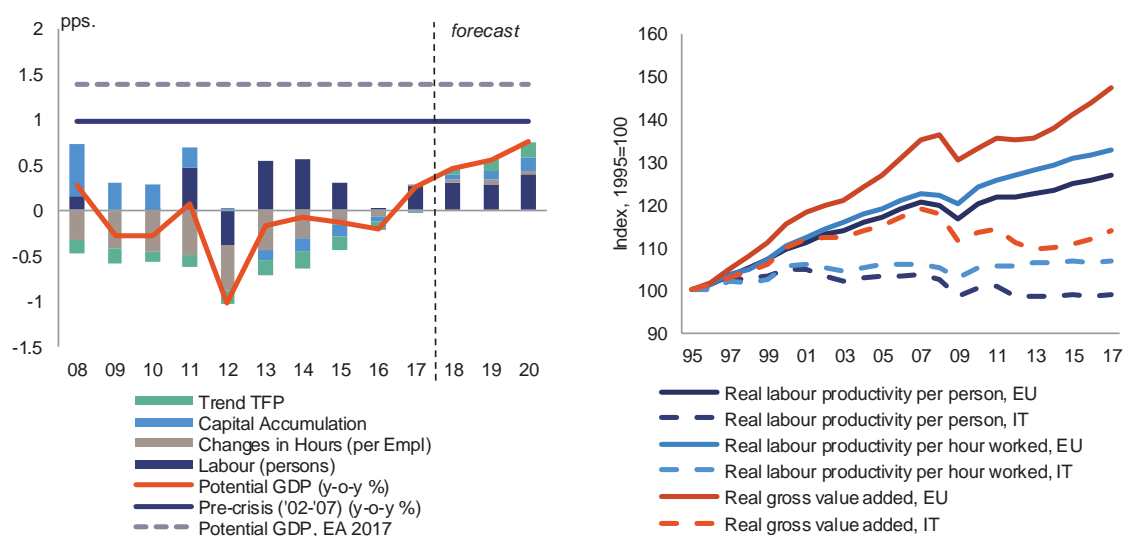 pps.
forecast
2
1.5
1
0.5
0
-0.5
-1
-1.5
08 09 10 11 12 13 14 15 16 17 18 19 20
Trend TFP
Capital Accumulation
Changes in Hours (per Empl)
Labour (persons)
Potential GDP (y-o-y %)
Pre-crisis ('02-'07) (y-o-y %)
Potential GDP, EA 2017
Index, 1995=100
160
150
140
130
120
110
100
90
95 97 99 01 03 05 07 09 11 13 15 17
Real labour productivity per person, EU
Real labour productivity per person, IT
Real labour productivity per hour worked, EU
Real labour productivity per hour worked, IT
Real gross value added, EU
Real gross value added, IT